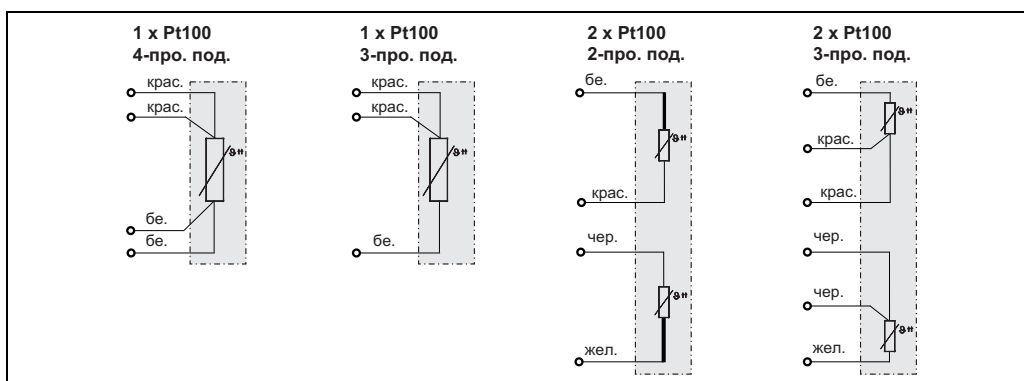 1 x Pt100
4-про. под.
крас.
крас.
бе.
бе.
1 x Pt100
3-про. под.
крас.
крас.
бе.
2 x Pt100
2-про. под.
бе.
крас.
чер.
жел.
2 x Pt100
3-про. под.
бе.
крас.
крас.
чер.
чер.
жел.